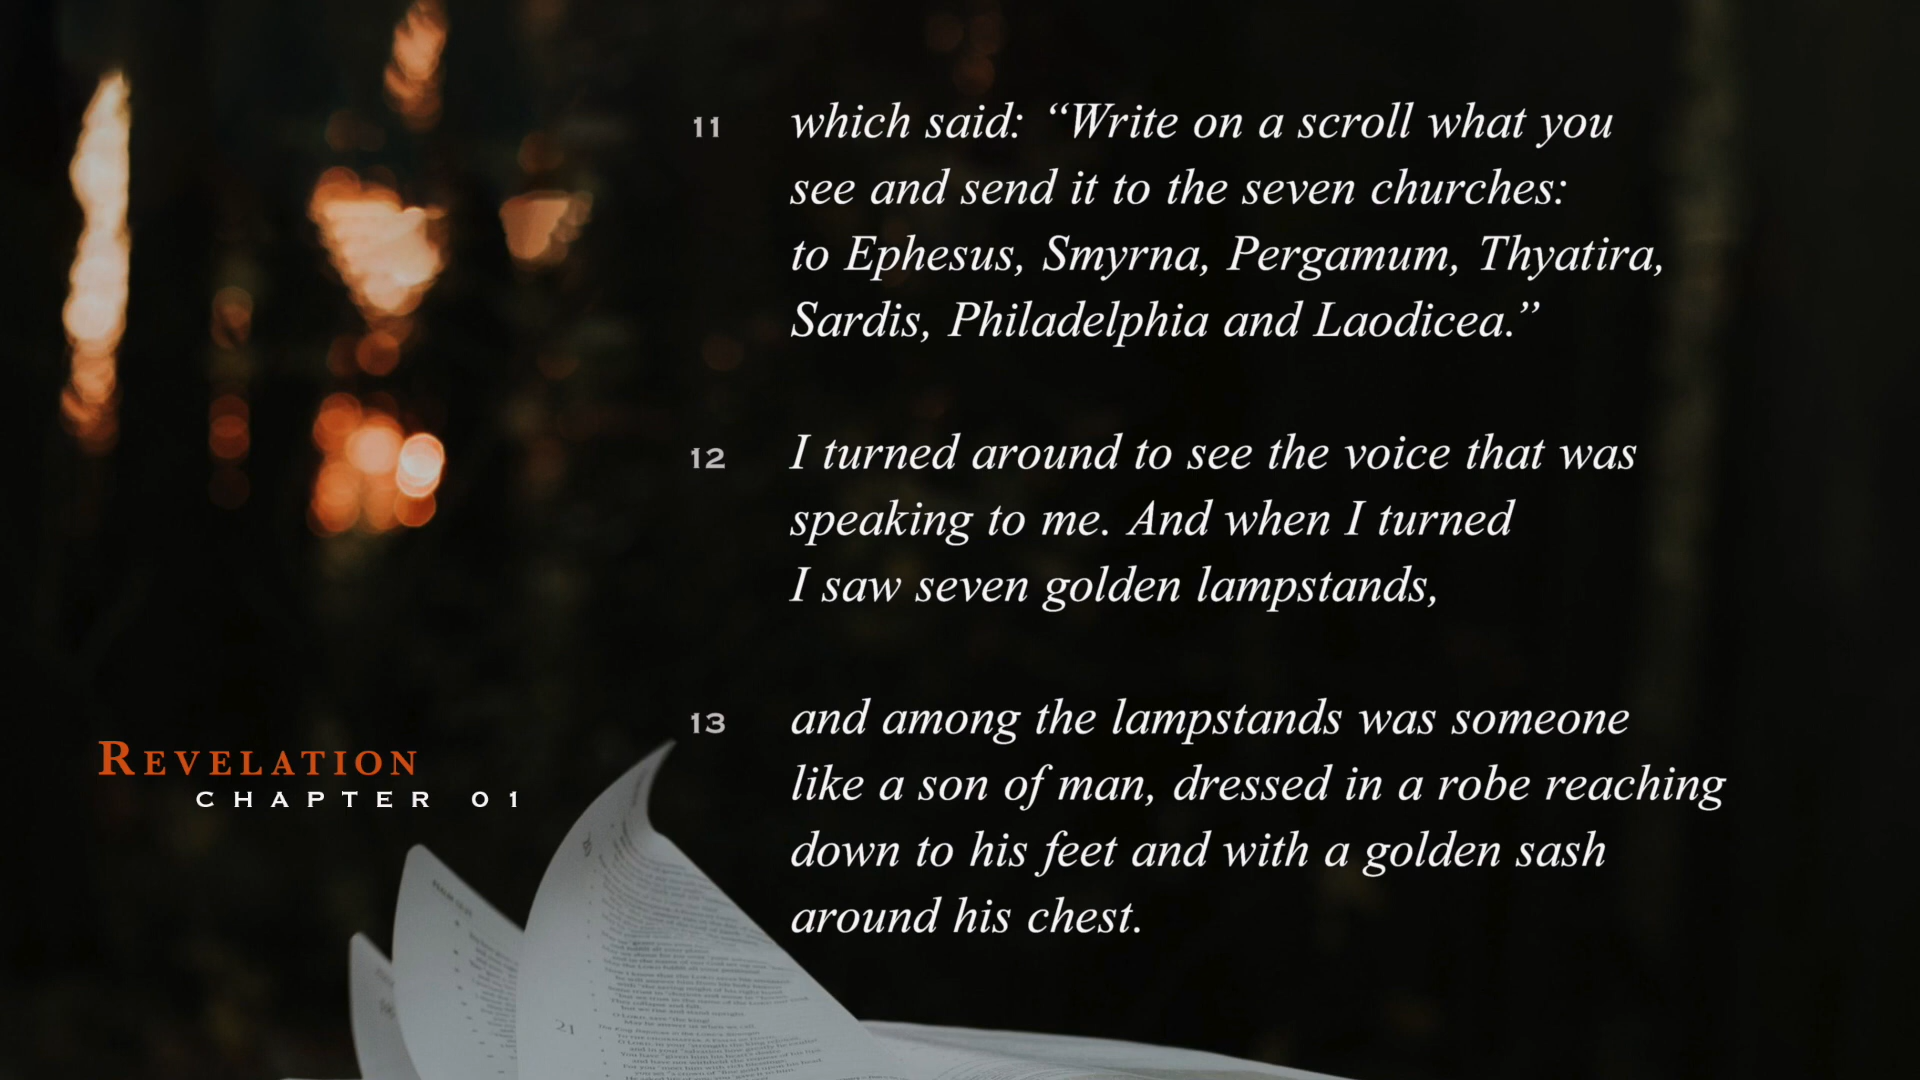 11 which said: “Write on a scroll what you
see and send it to the seven churches:
to Ephesus, Smyrna, Pergamum, Thyatira,
Sardis, Philadelphia and Laodicea.”
12 I turned around to see the voice that was
speaking to me. And when I turned
I saw seven golden lampstands,
13 and among the lampstands was someone
like a son of man, dressed in a robe reaching
down to his feet and with a golden sash
around his chest.
REVELATION
CHAPTER 01
21